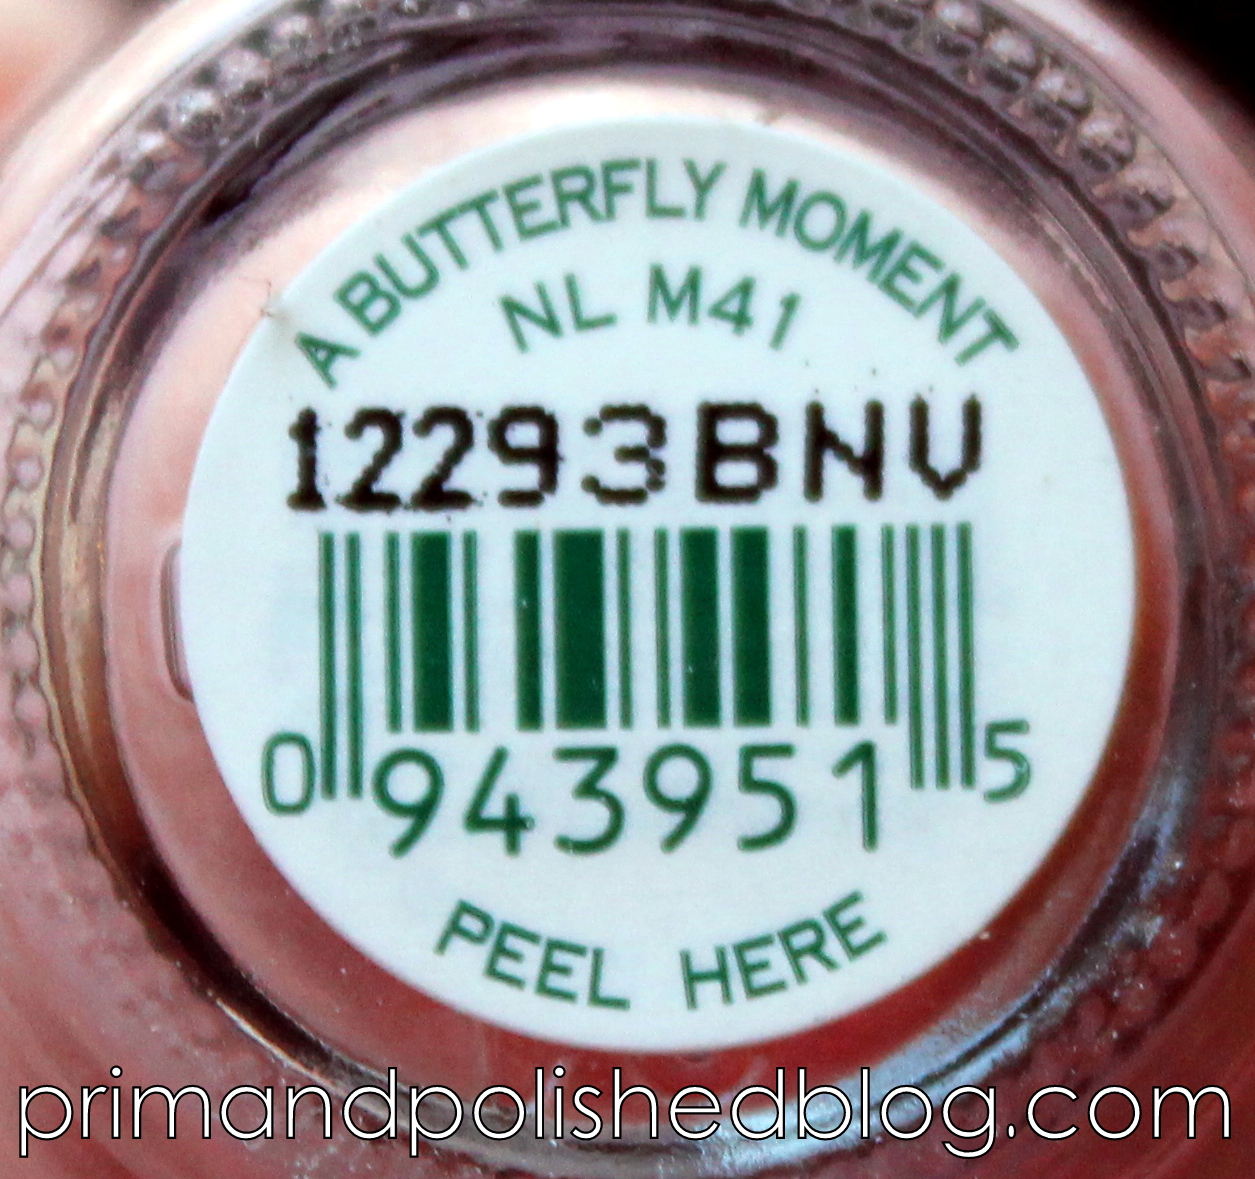 A BUTTERFLY MOMENT
NL M41
12293BNV
0 943951 5
PEEL HERE
primandpolishedblog.com